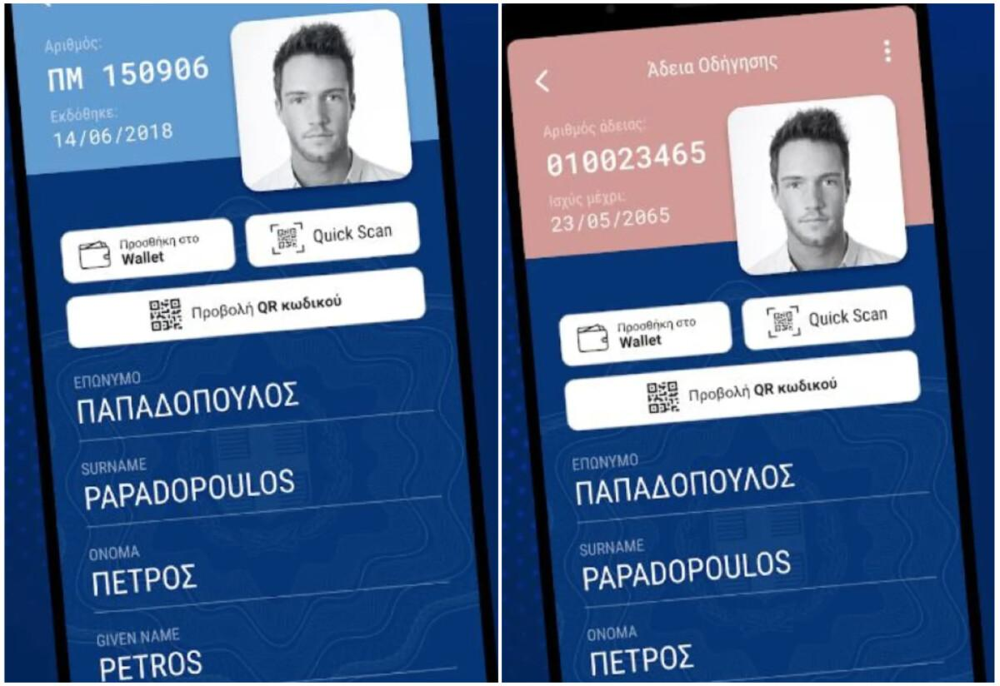 Αριθμός:
ΠΜ 150906
Εκδόθηκε:
14/06/2018
Προσθήκη στο
Wallet
Quick Scan
Προβολή QR κωδικού
ΕΠΩΝΥΜΟ
ΠΑΠΑΔΟΠΟΥΛΟΣ
SURNAME
PAPADOPOULOS
ΟΝΟΜΑ
ΠΕΤΡΟΣ
GIVEN NAME
PETROS
Άδεια Οδήγησης
Αριθμός άδειας:
010023465
Ισχύς μέχρι:
23/05/2065
Προσθήκη στο
Wallet
Quick Scan
Προβολή QR κωδικού
ΕΠΩΝΥΜΟ
ΠΑΠΑΔΟΠΟΥΛΟΣ
SURNAME
PAPADOPOULOS
ΟΝΟΜΑ
ΠΕΤΡΟΣ